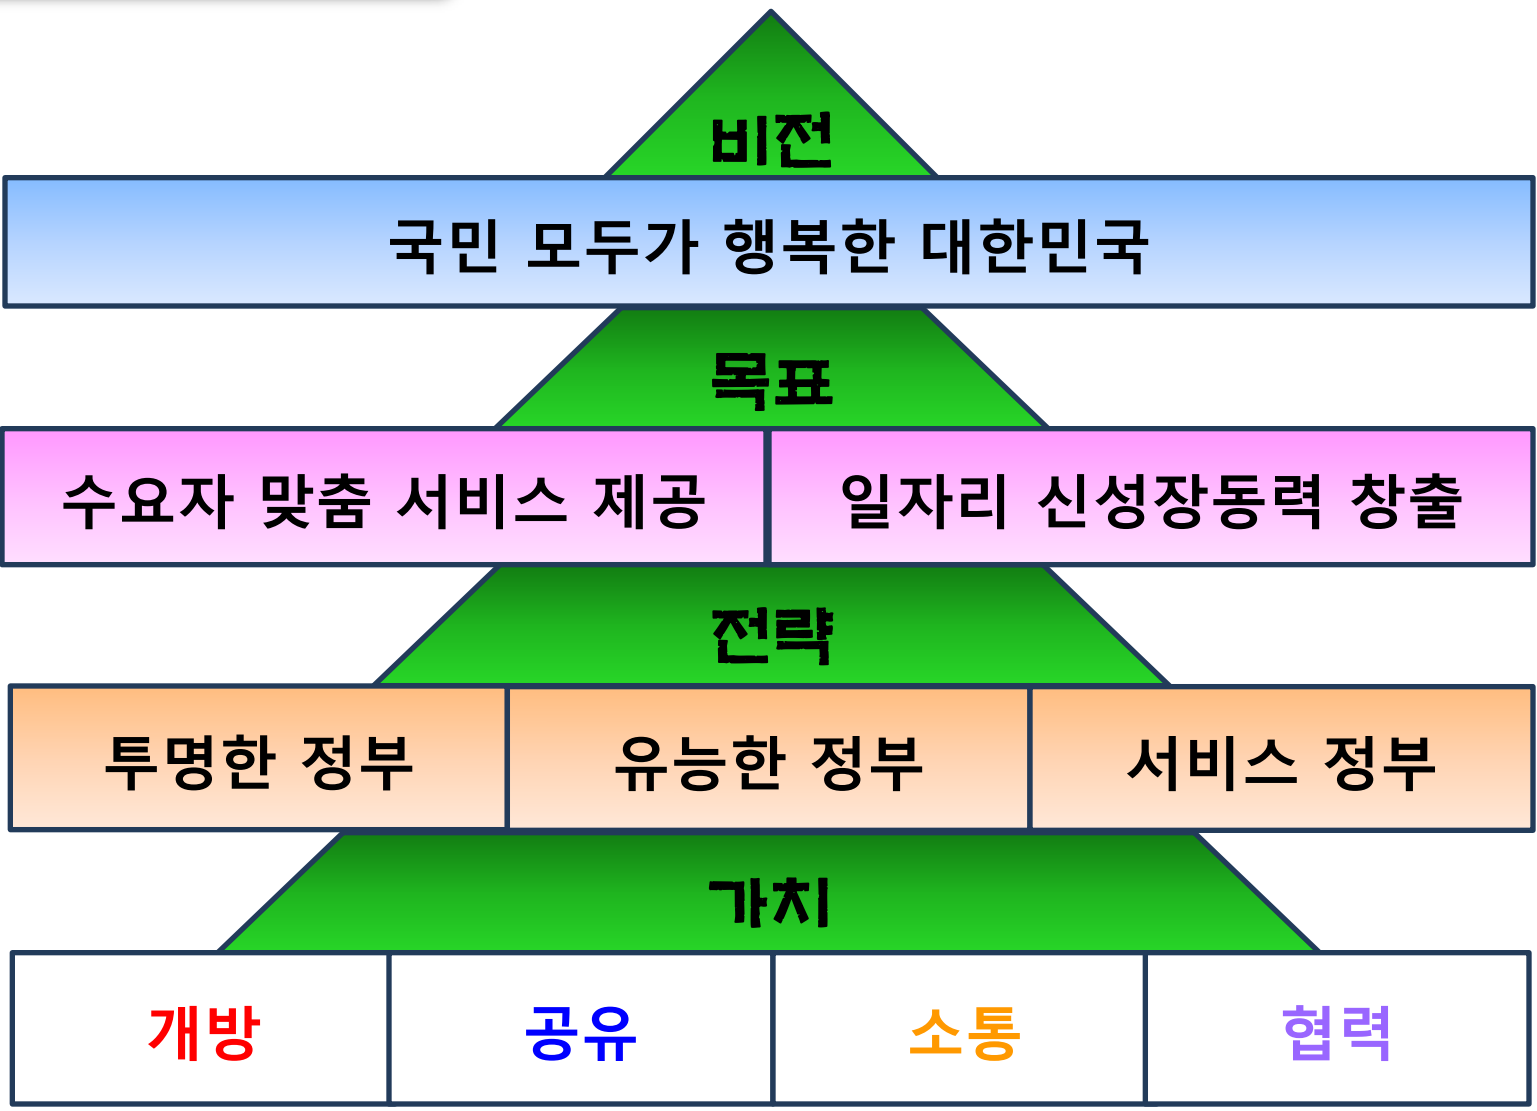 비전
국민 모두가 행복한 대한민국
목표
수요자 맞춤 서비스 제공 일자리 신성장동력 창출
전략
투명한 정부 유능한 정부 서비스 정부
가치
개방 공유 소통 협력